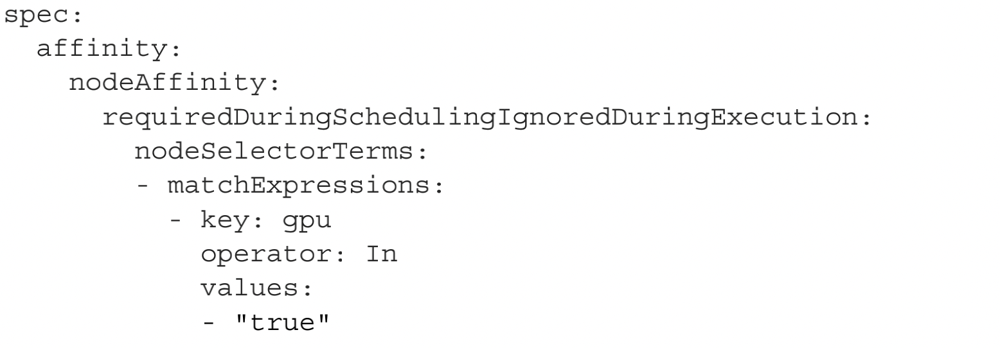 spec:
  affinity:
    nodeAffinity:
      requiredDuringSchedulingIgnoredDuringExecution:
        nodeSelectorTerms:
        - matchExpressions:
          - key: gpu
            operator: In
            values:
            - "true"